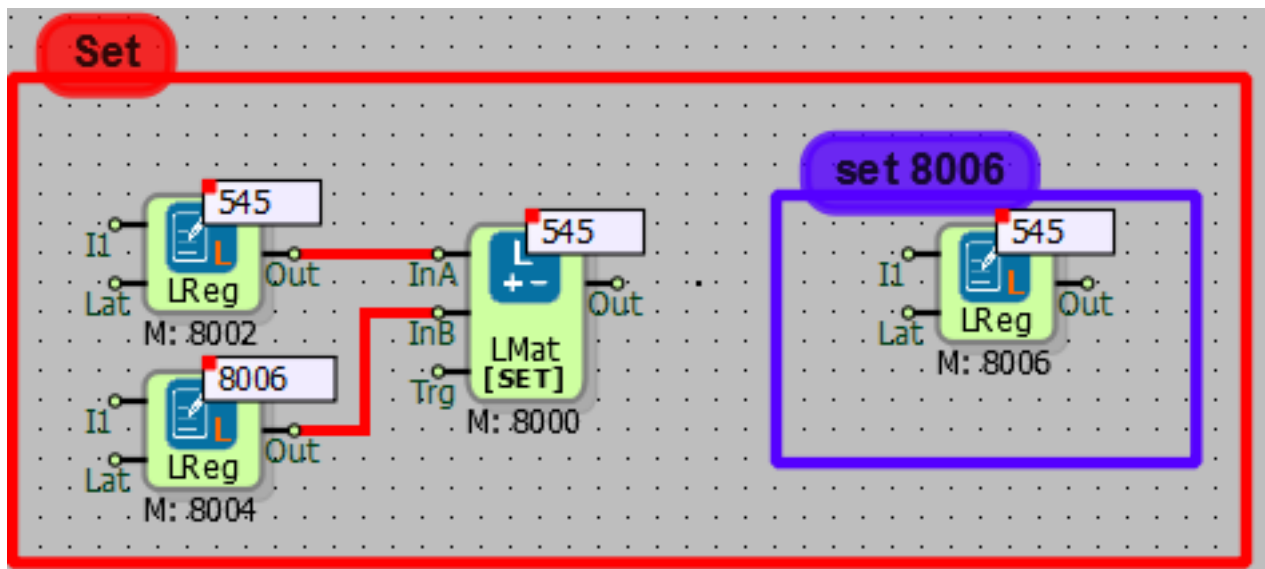 Set
set 8006
545
I1
Lat
Out
L
LReg
M: 8002
8006
I1
Lat
Out
L
LReg
M: 8004
545
InA
InB
Trg
Out
L
+ −
LMat
[SET]
M: 8000
545
I1
Lat
Out
L
LReg
M: 8006